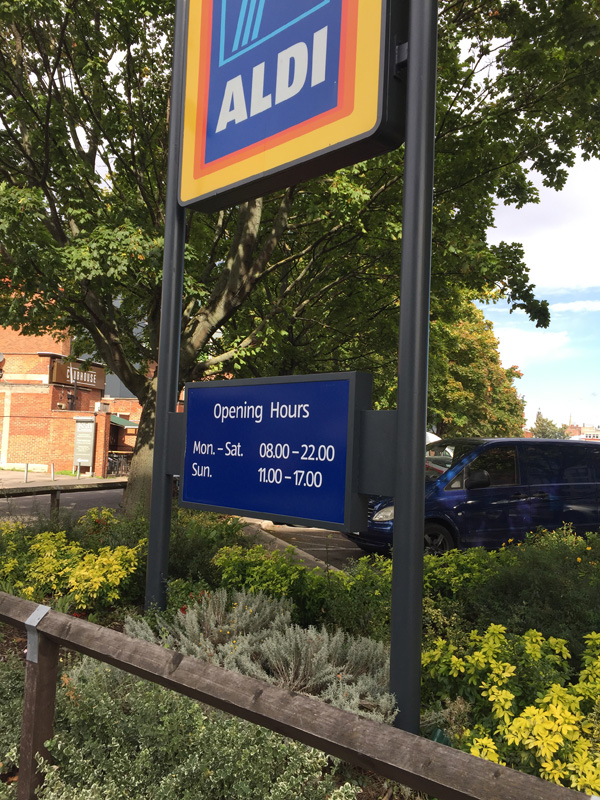 ALDI
Opening Hours
Mon. – Sat. 08.00 – 22.00
Sun. 11.00 – 17.00